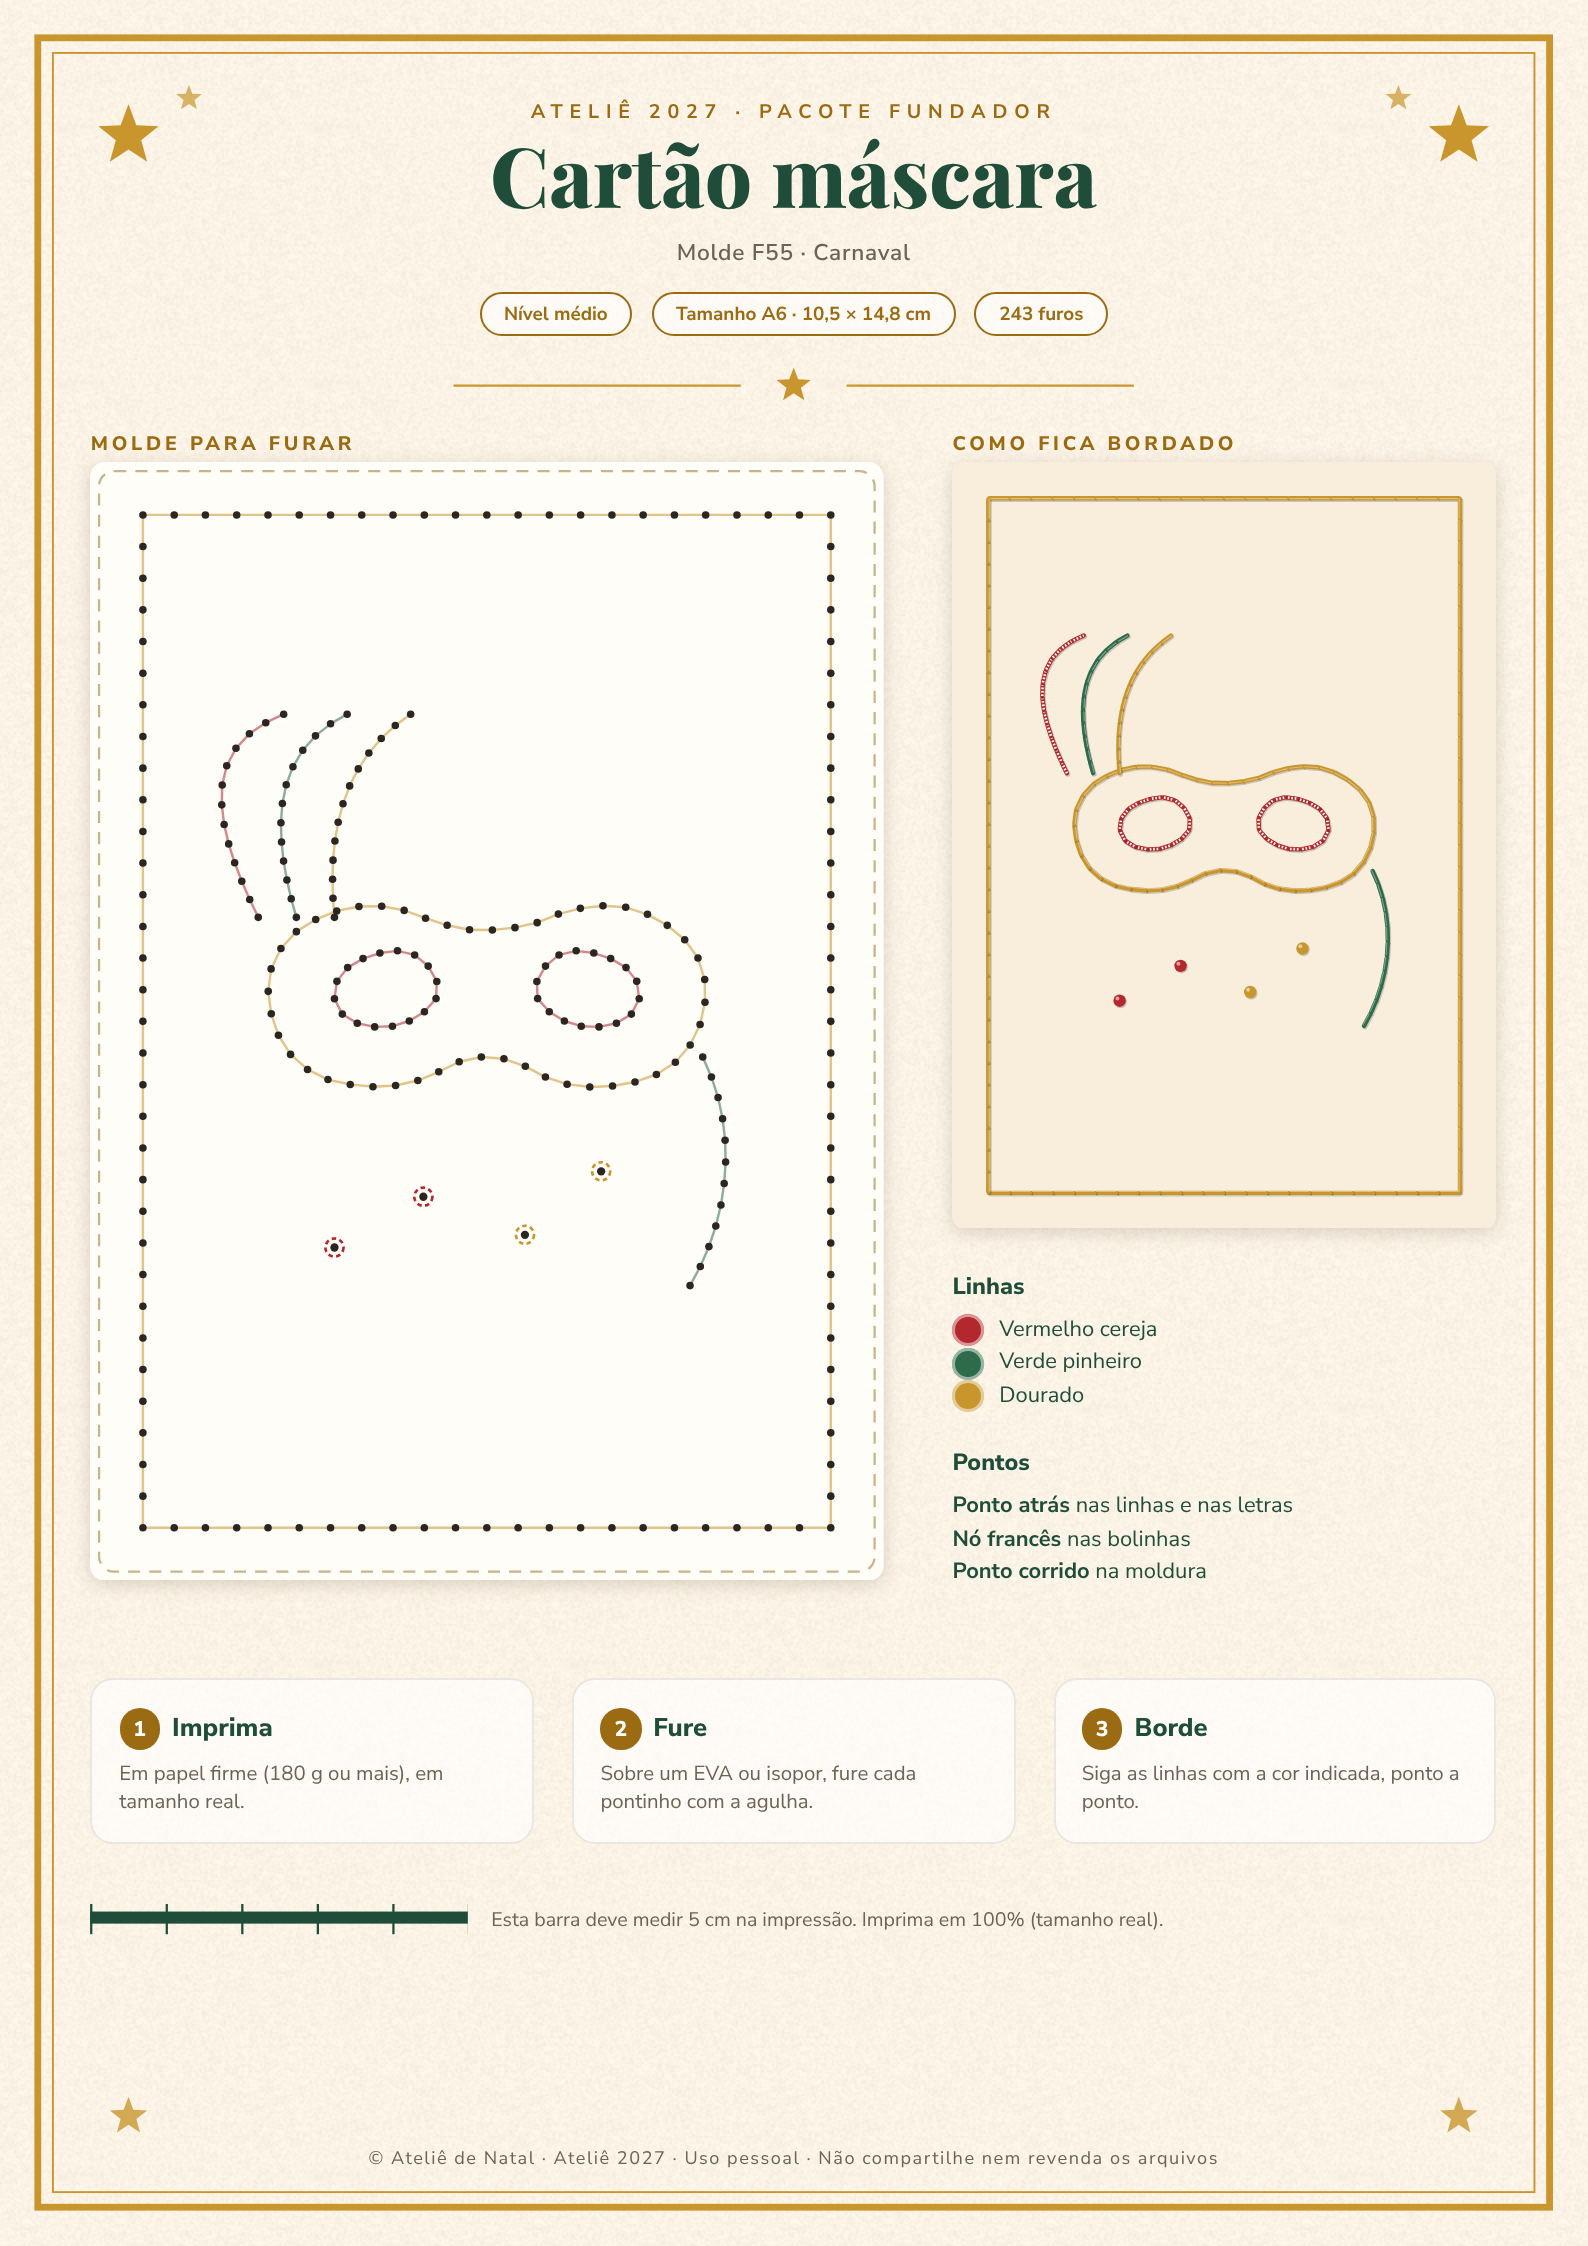 ATELIÊ 2027 · PACOTE FUNDADOR
Cartão máscara
Molde F55 · Carnaval
Nível médio
Tamanho A6 · 10,5 × 14,8 cm
243 furos
MOLDE PARA FURAR
COMO FICA BORDADO
Linhas
Vermelho cereja
Verde pinheiro
Dourado
Pontos
Ponto atrás nas linhas e nas letras
Nó francês nas bolinhas
Ponto corrido na moldura
1 Imprima
Em papel firme (180 g ou mais), em
tamanho real.
2 Fure
Sobre um EVA ou isopor, fure cada
pontinho com a agulha.
3 Borde
Siga as linhas com a cor indicada, ponto a
ponto.
Esta barra deve medir 5 cm na impressão. Imprima em 100% (tamanho real).
© Ateliê de Natal · Ateliê 2027 · Uso pessoal · Não compartilhe nem revenda os arquivos